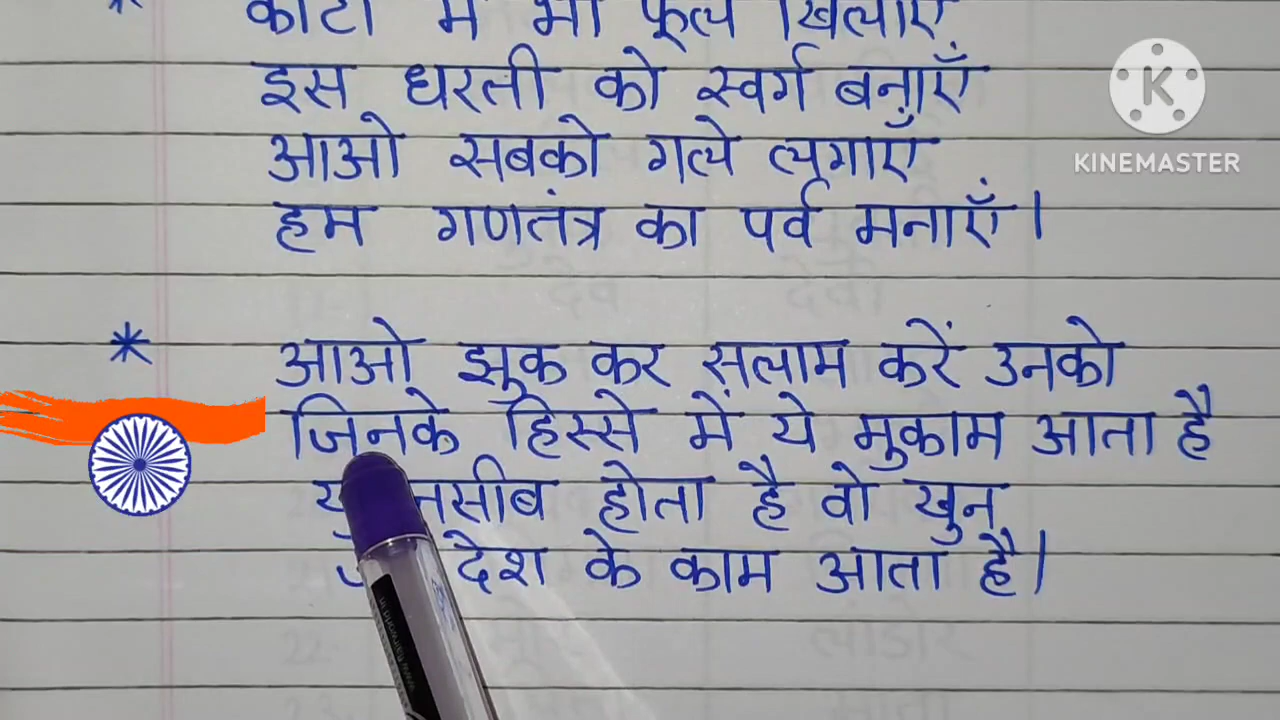 काँटों में भी फूल खिलाएँ
इस धरती को स्वर्ग बनाएँ
आओ सबको गले लगाएँ
हम गणतंत्र का पर्व मनाएँ।
* आओ झुक कर सलाम करें उनको
जिनके हिस्से में ये मुकाम आता है
नसीब होता है वो खुन
देश के काम आता है।
KINEMASTER